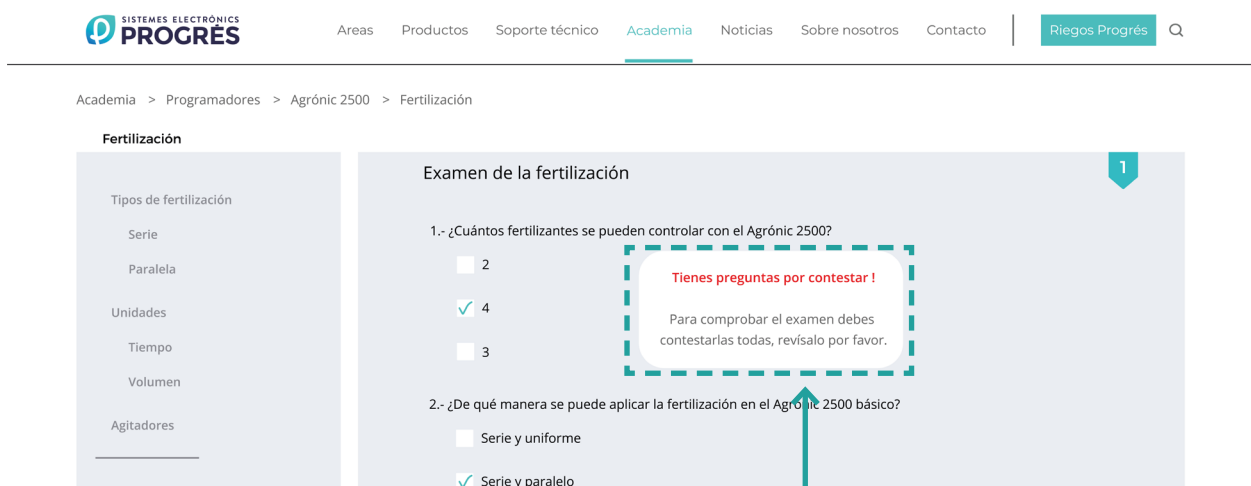 SISTEMES ELECTRÒNICS
PROGRÉS
Areas Productos Soporte técnico Academia Noticias Sobre nosotros Contacto Riegos Progrés
Academia > Programadores > Agrónic 2500 > Fertilización
Fertilización
Tipos de fertilización
Serie
Paralela
Unidades
Tiempo
Volumen
Agitadores
Examen de la fertilización
1
1.- ¿Cuántos fertilizantes se pueden controlar con el Agrónic 2500?
2
4
3
Tienes preguntas por contestar !
Para comprobar el examen debes
contestarlas todas, revísalo por favor.
2.- ¿De qué manera se puede aplicar la fertilización en el Agrónic 2500 básico?
Serie y uniforme
Serie y paralelo